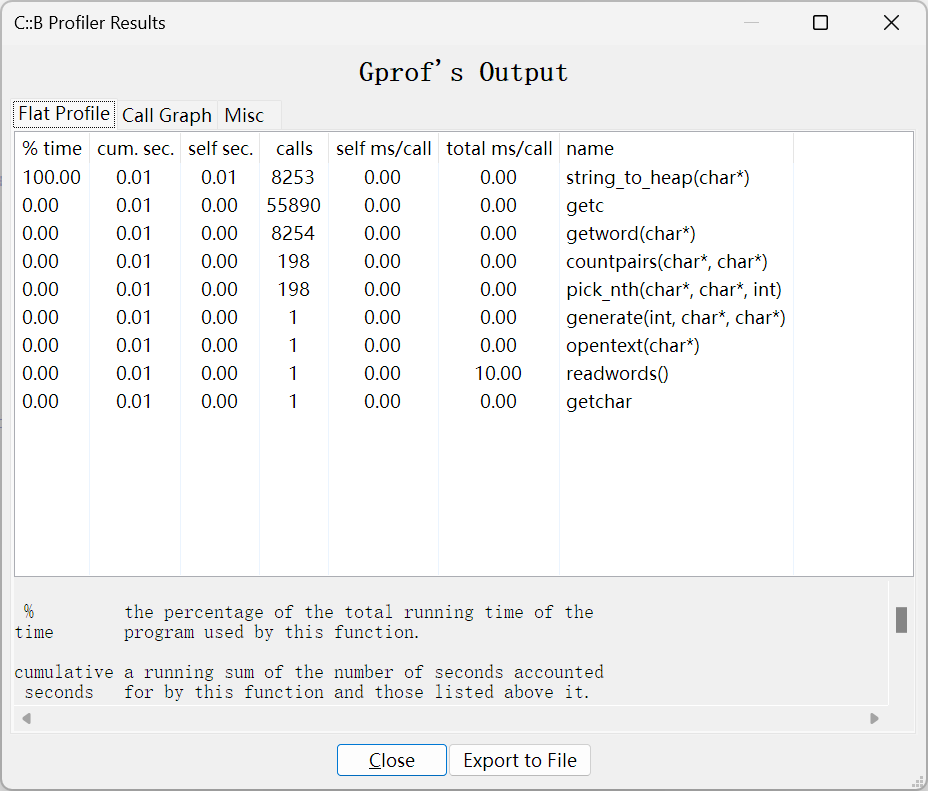 C::B Profiler Results
Gprof's Output
Flat Profile Call Graph Misc
% time cum. sec. self sec. calls self ms/call total ms/call name
100.00 0.01 0.01 8253 0.00 0.00 string_to_heap(char*)
0.00 0.01 0.00 55890 0.00 0.00 getc
0.00 0.01 0.00 8254 0.00 0.00 getword(char*)
0.00 0.01 0.00 198 0.00 0.00 countpairs(char*, char*)
0.00 0.01 0.00 198 0.00 0.00 pick_nth(char*, char*, int)
0.00 0.01 0.00 1 0.00 0.00 generate(int, char*, char*)
0.00 0.01 0.00 1 0.00 0.00 opentext(char*)
0.00 0.01 0.00 1 0.00 10.00 readwords()
0.00 0.01 0.00 1 0.00 0.00 getchar
% the percentage of the total running time of the
time program used by this function.
cumulative a running sum of the number of seconds accounted
seconds for by this function and those listed above it.
Close Export to File